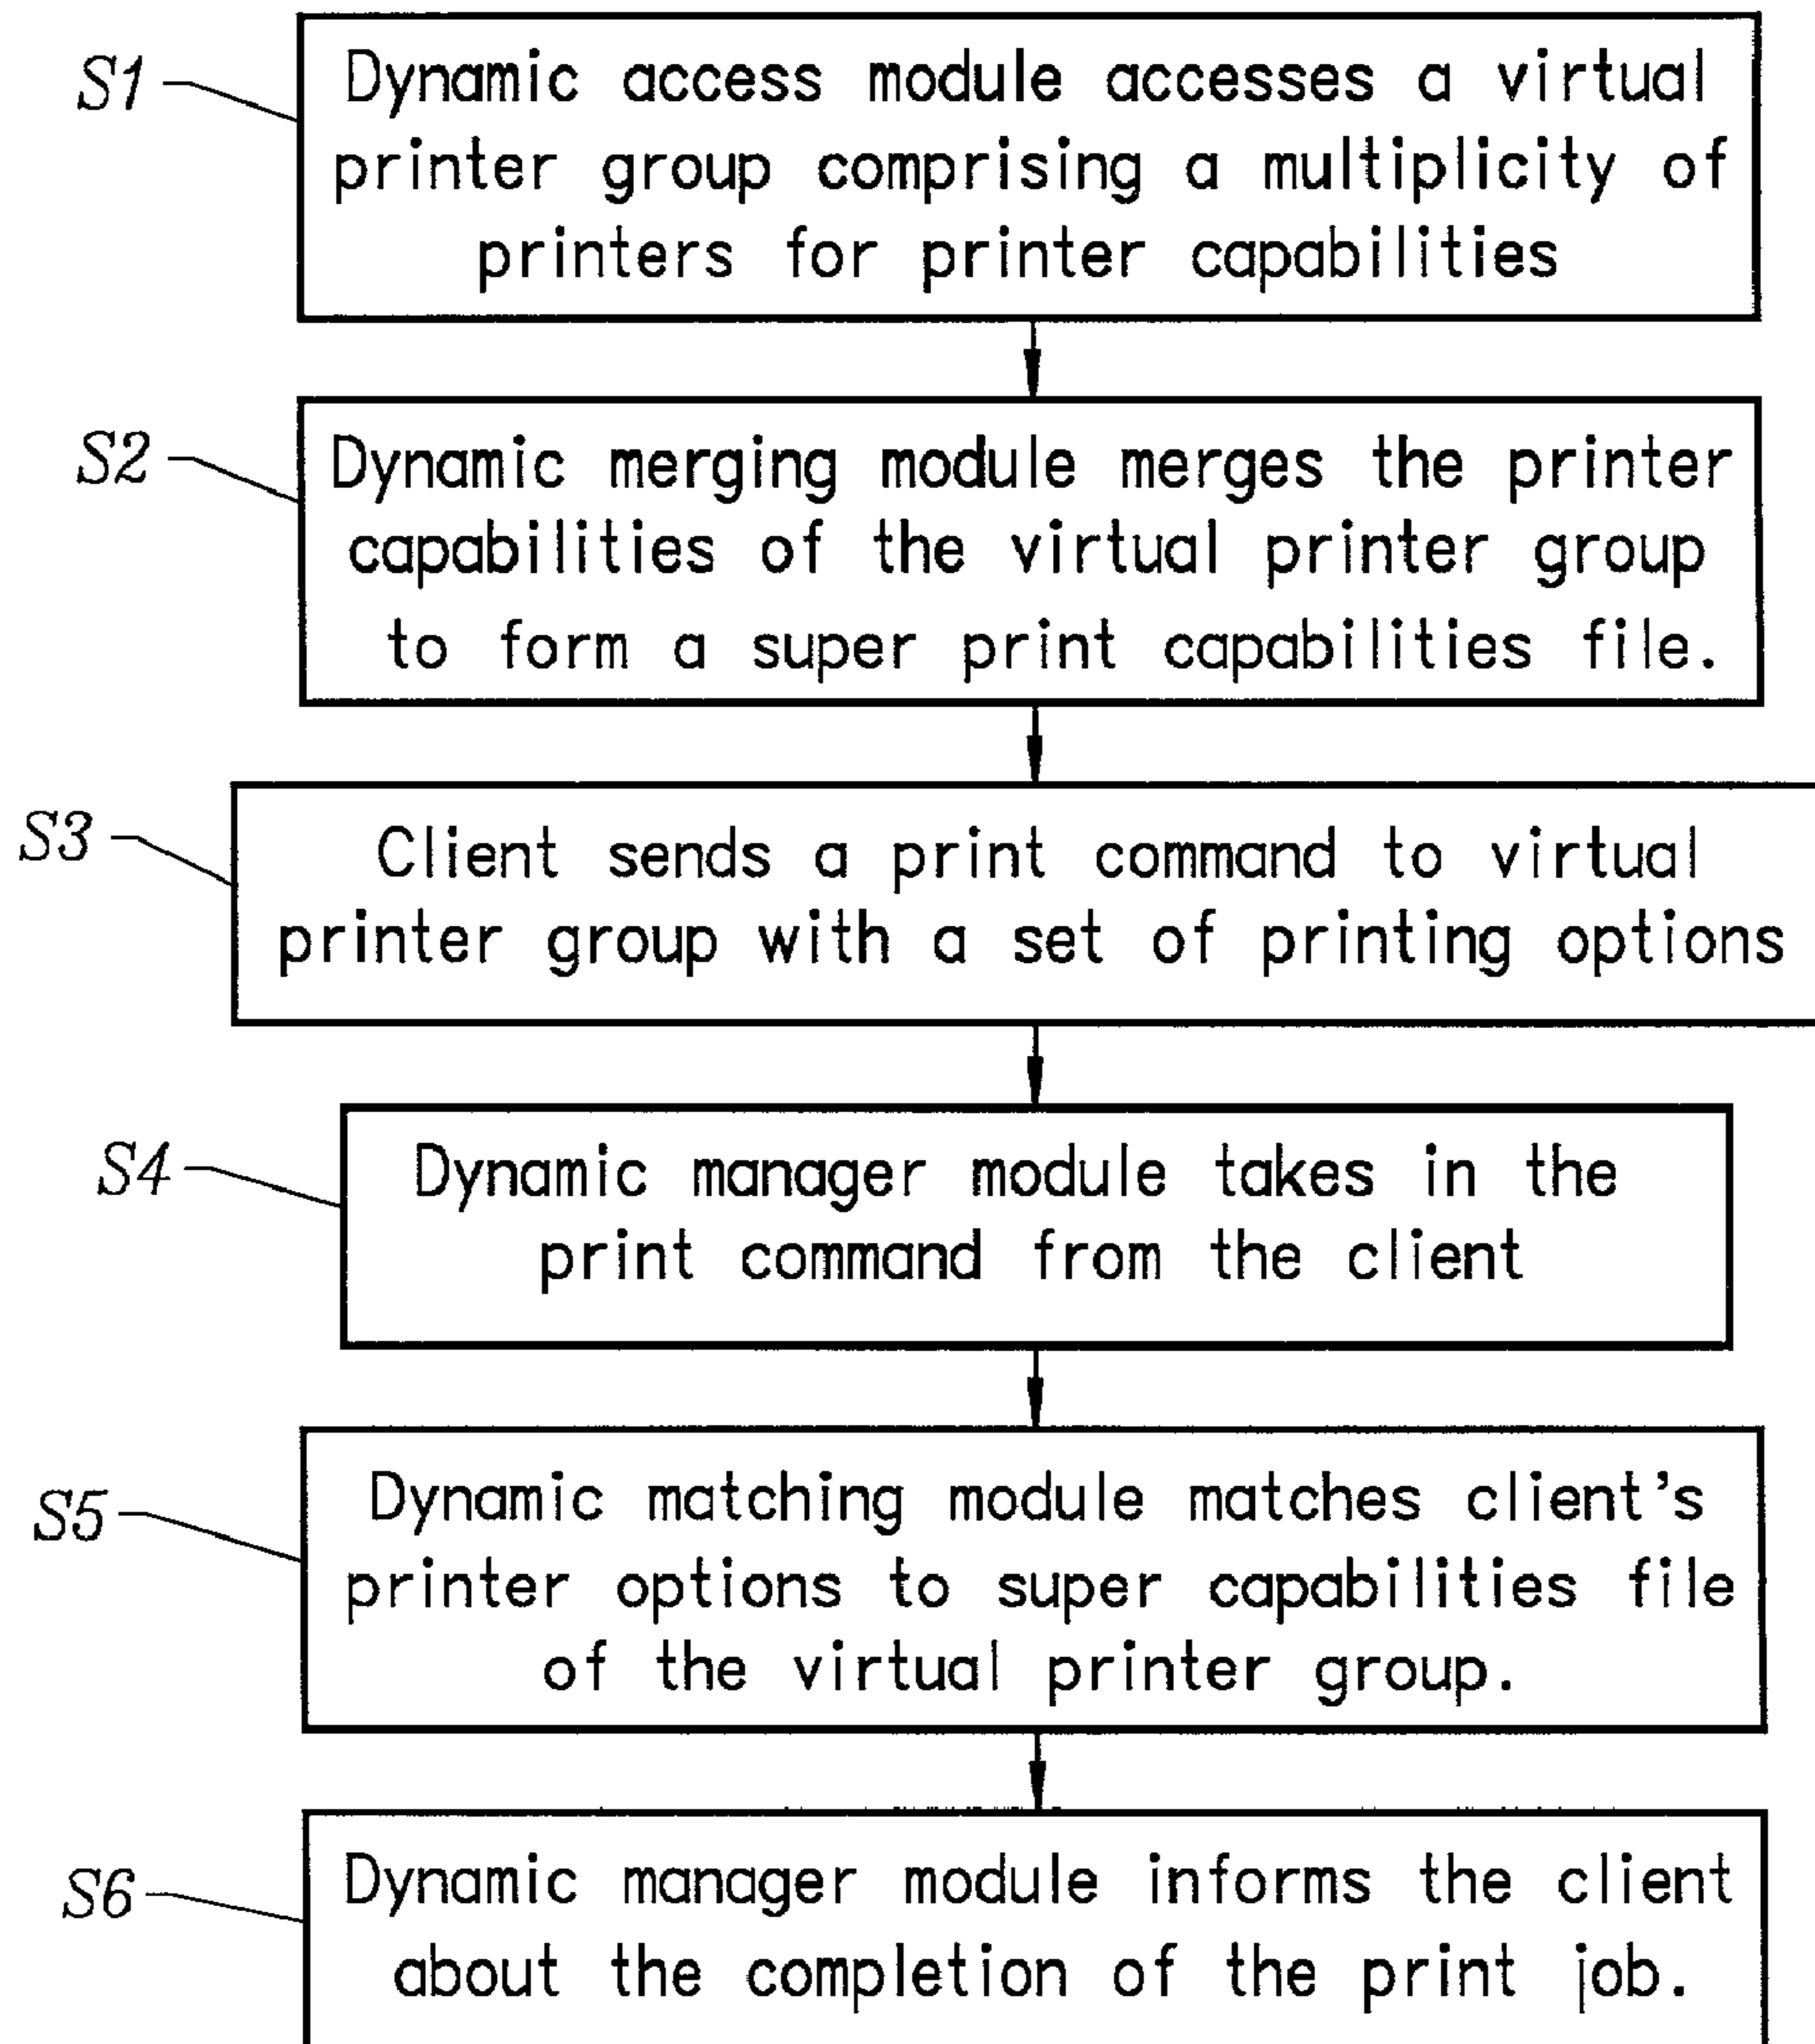 S1
Dynamic access module accesses a virtual
printer group comprising a multiplicity of
printers for printer capabilities
S2
Dynamic merging module merges the printer
capabilities of the virtual printer group
to form a super print capabilities file.
S3
Client sends a print command to virtual
printer group with a set of printing options
S4
Dynamic manager module takes in the
print command from the client
S5
Dynamic matching module matches client's
printer options to super capabilities file
of the virtual printer group.
S6
Dynamic manager module informs the client
about the completion of the print job.